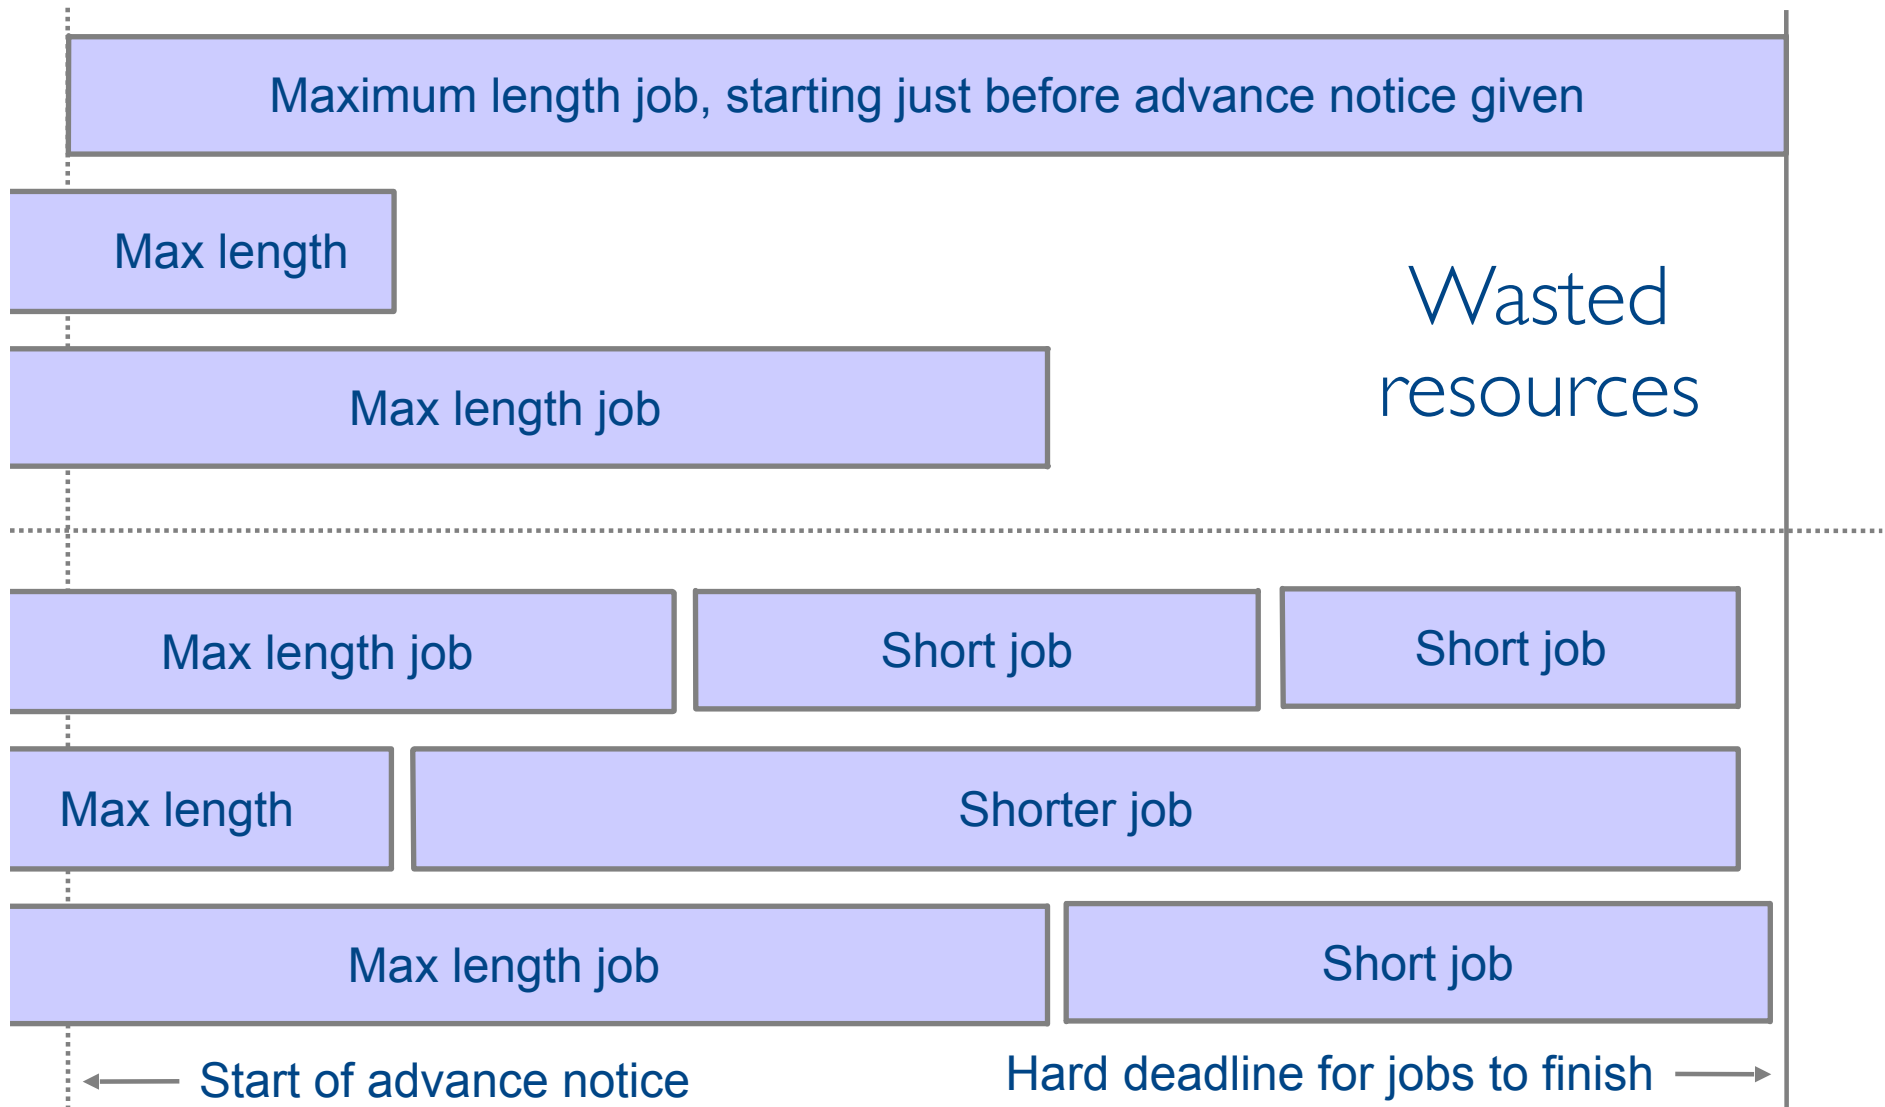 Maximum length job, starting just before advance notice given
Max length
Wasted
resources
Max length job
Max length job
Short job
Short job
Max length
Shorter job
Max length job
Short job
Start of advance notice
Hard deadline for jobs to finish